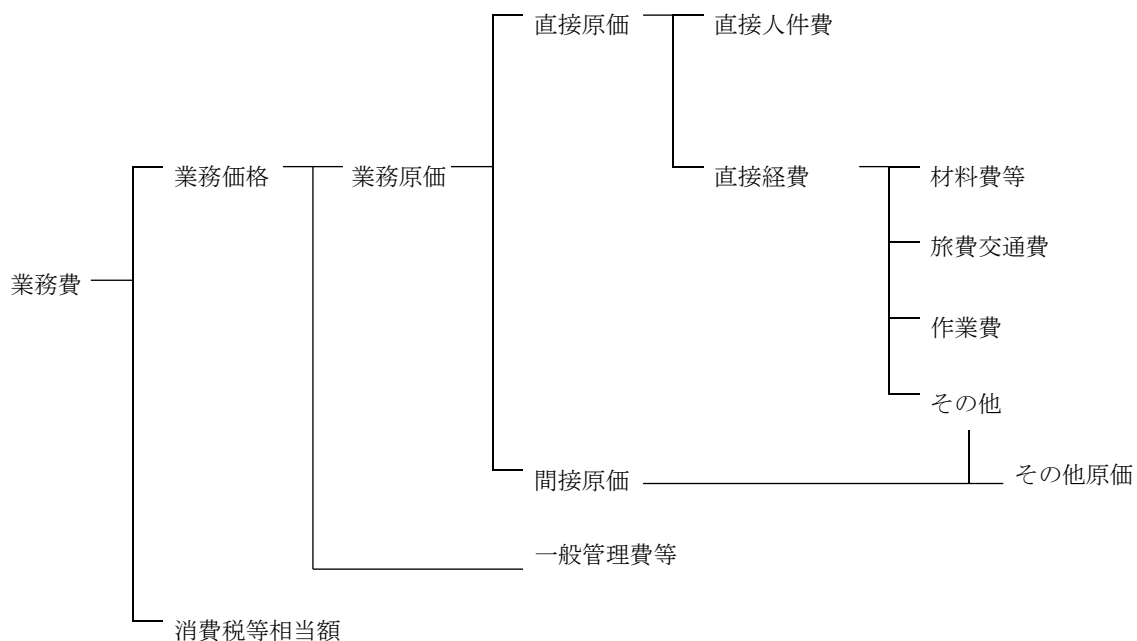 直接原価
直接人件費
業務価格
業務原価
直接経費
材料費等
旅費交通費
業務費
作業費
その他
間接原価
その他原価
一般管理費等
消費税等相当額